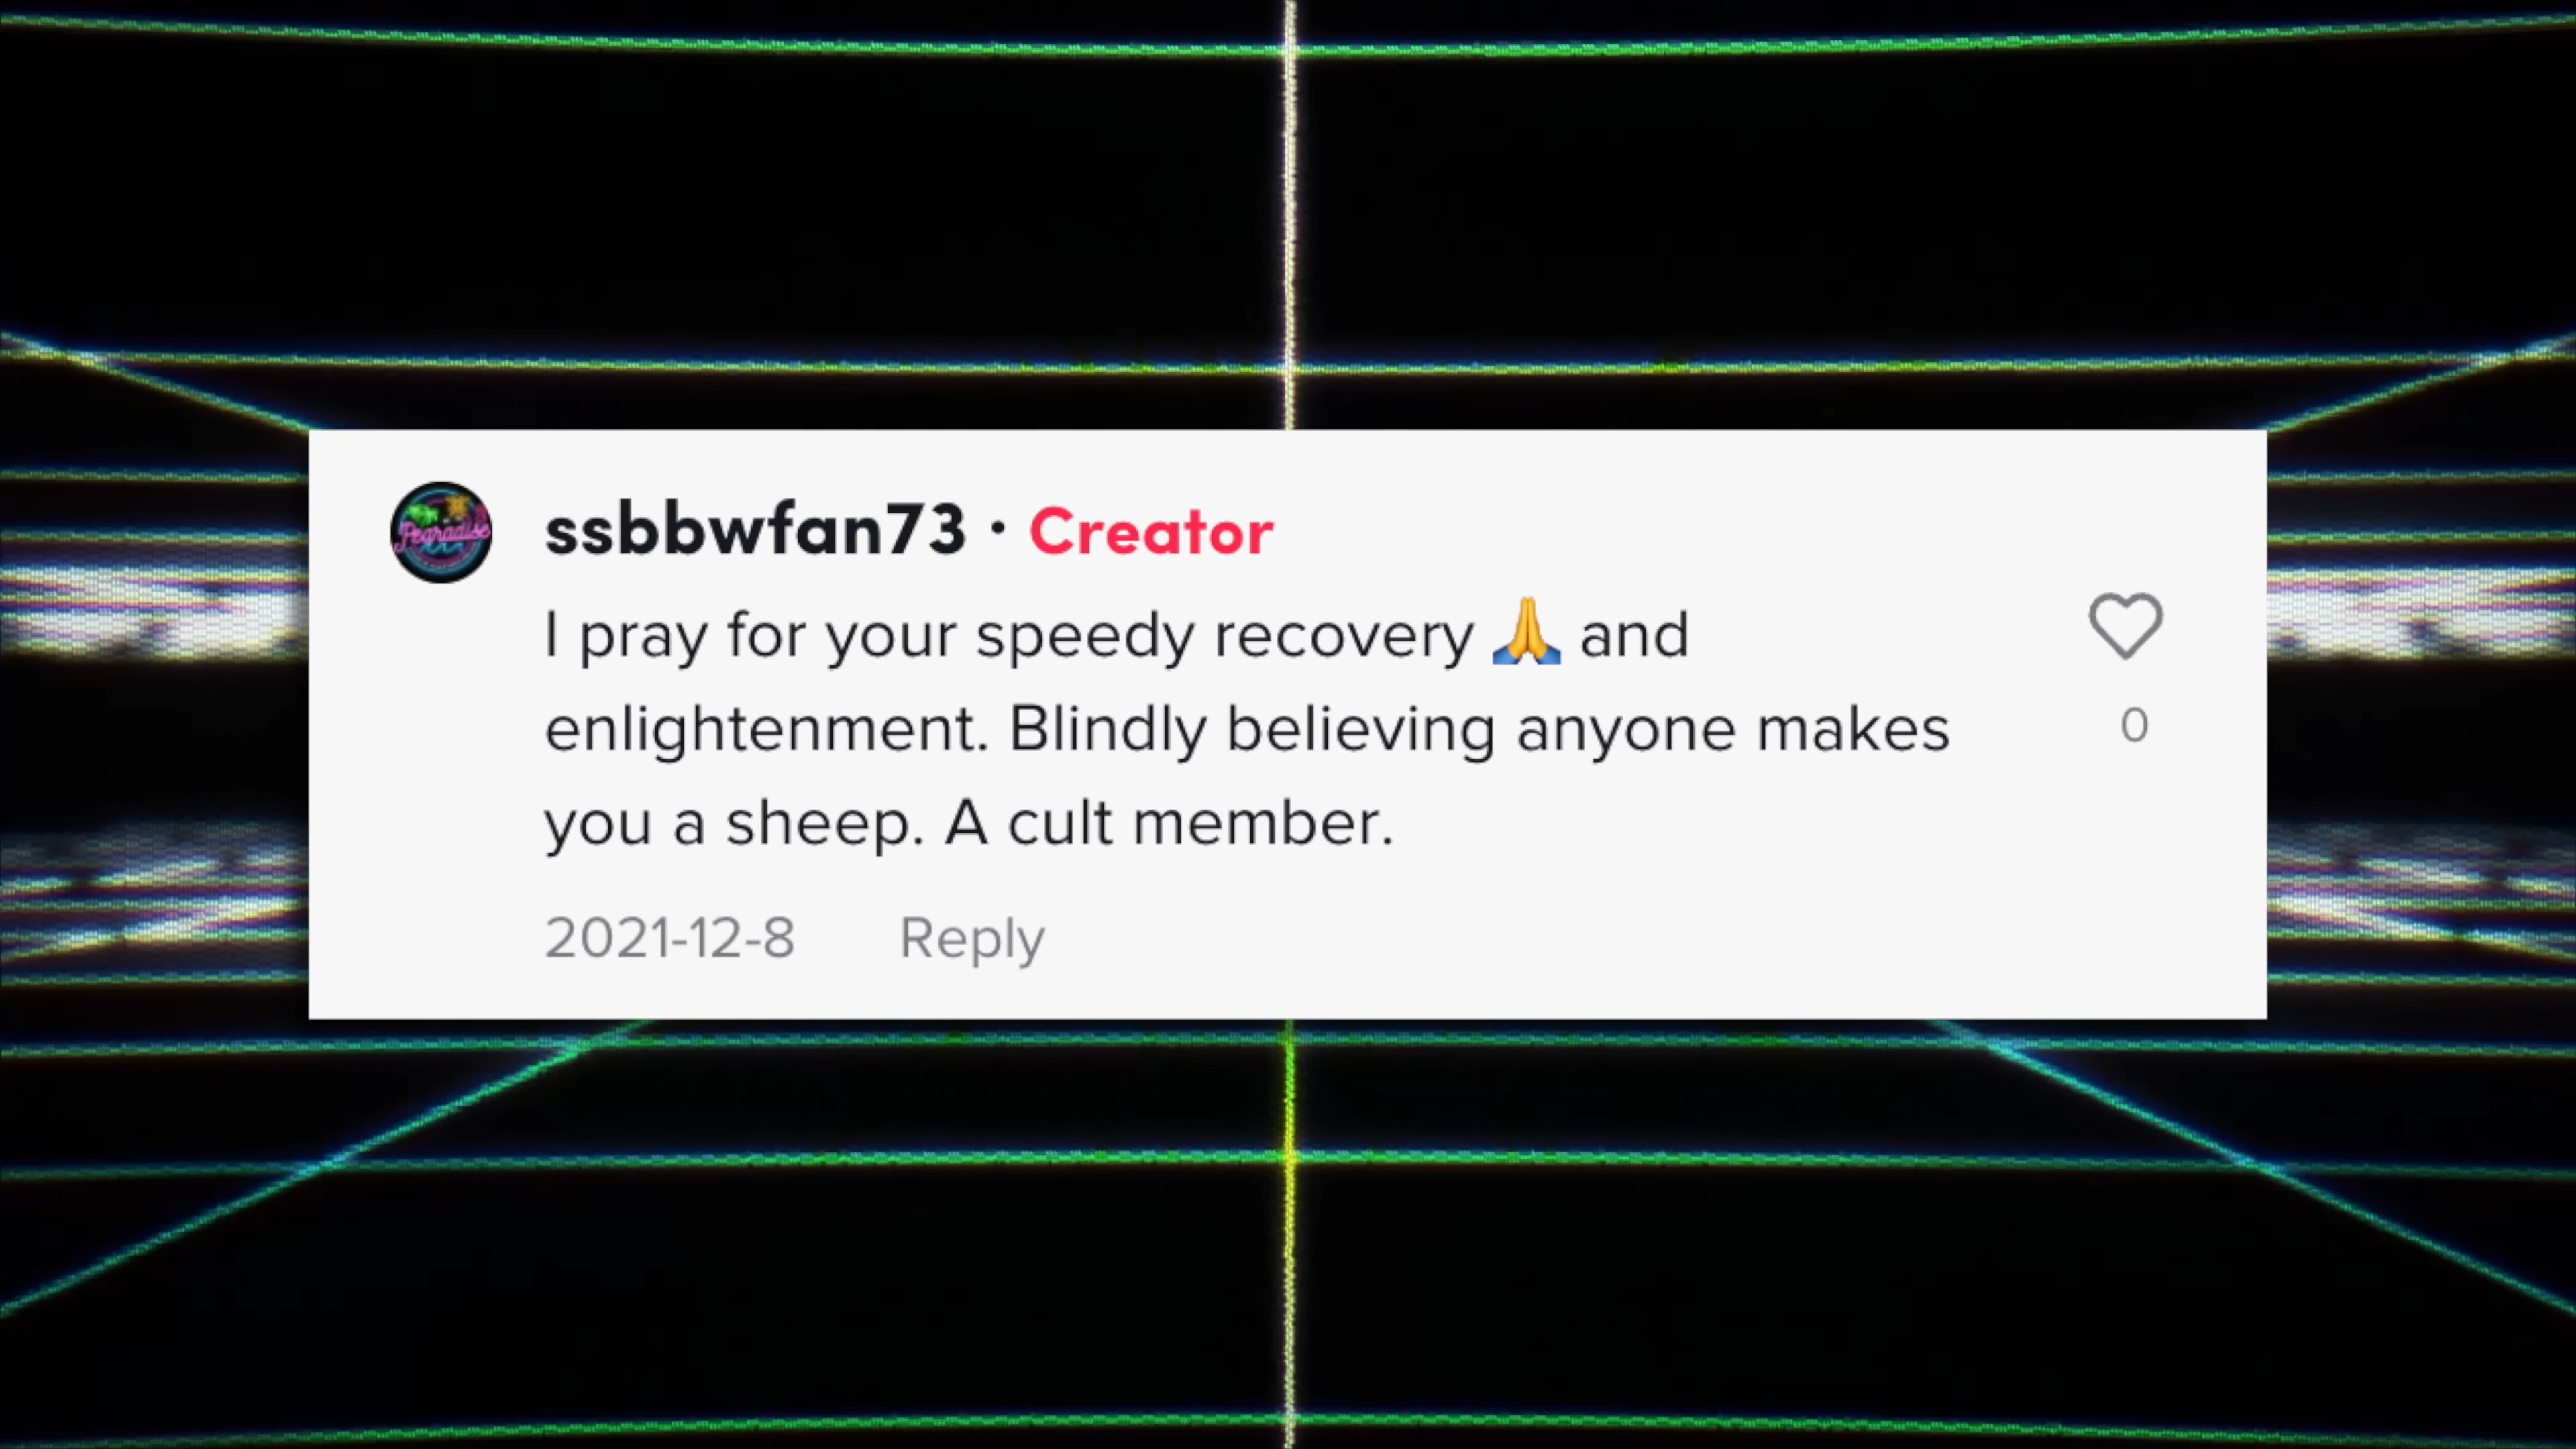 Pearadise
ssbbwfan73 · Creator
I pray for your speedy recovery 🙏 and
enlightenment. Blindly believing anyone makes
you a sheep. A cult member.
0
2021-12-8 Reply